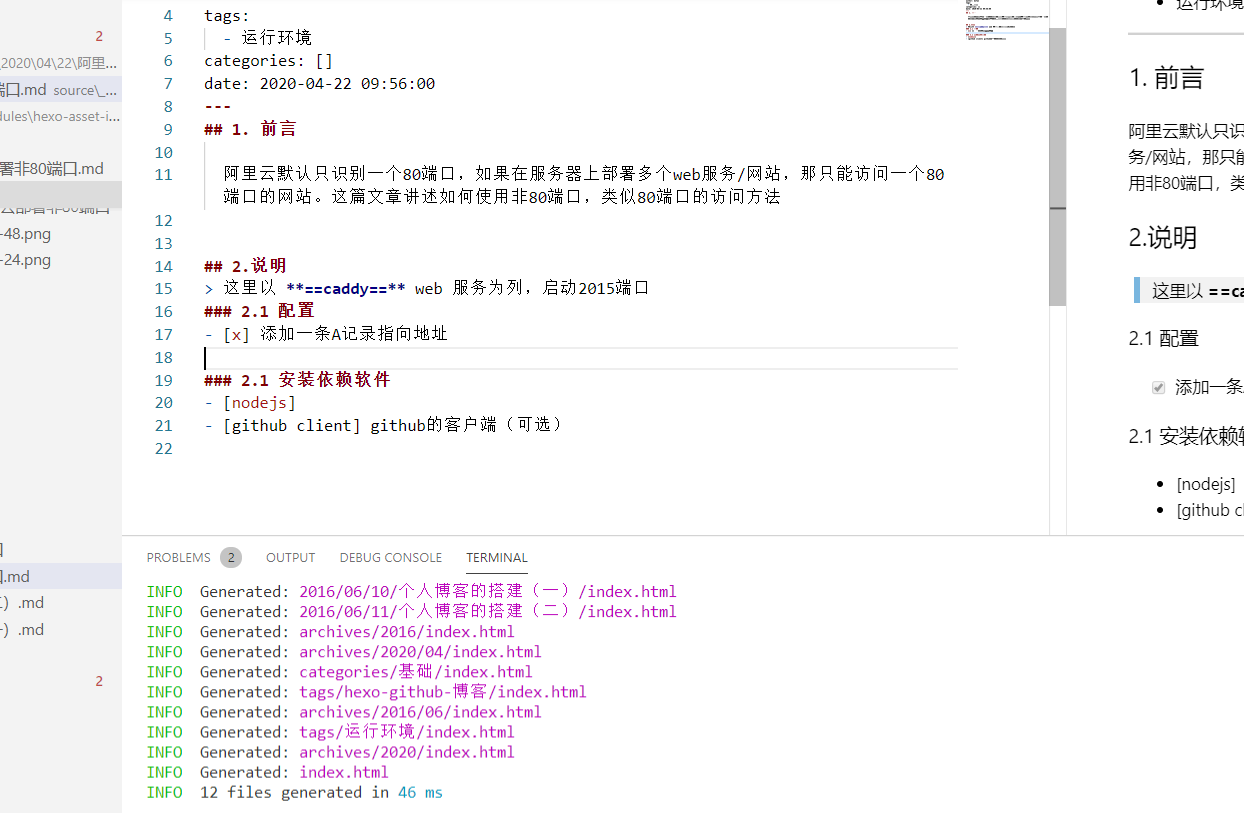 2
\2020\04\22\阿里...
端口.md source\_...
dules\hexo-asset-i...
署非80端口.md
云部署非80端口
-48.png
-24.png
口
口.md
二）.md
一）.md
2
4 tags:
5 - 运行环境
6 categories: []
7 date: 2020-04-22 09:56:00
8 ---
9 ## 1. 前言
10
11 阿里云默认只识别一个80端口，如果在服务器上部署多个web服务/网站，那只能访问一个80
端口的网站。这篇文章讲述如何使用非80端口，类似80端口的访问方法
12
13
14 ## 2.说明
15 > 这里以 **==caddy==** web 服务为列，启动2015端口
16 ### 2.1 配置
17 - [x] 添加一条A记录指向地址
18
19 ### 2.1 安装依赖软件
20 - [nodejs]
21 - [github client] github的客户端（可选）
22
运行环境
1. 前言
阿里云默认只识
务/网站，那只能
用非80端口，类
2.说明
这里以 ==ca
2.1 配置
添加一条
2.1 安装依赖软
[nodejs]
[github cl
PROBLEMS 2 OUTPUT DEBUG CONSOLE TERMINAL
INFO Generated: 2016/06/10/个人博客的搭建（一）/index.html
INFO Generated: 2016/06/11/个人博客的搭建（二）/index.html
INFO Generated: archives/2016/index.html
INFO Generated: archives/2020/04/index.html
INFO Generated: categories/基础/index.html
INFO Generated: tags/hexo-github-博客/index.html
INFO Generated: archives/2016/06/index.html
INFO Generated: tags/运行环境/index.html
INFO Generated: archives/2020/index.html
INFO Generated: index.html
INFO 12 files generated in 46 ms